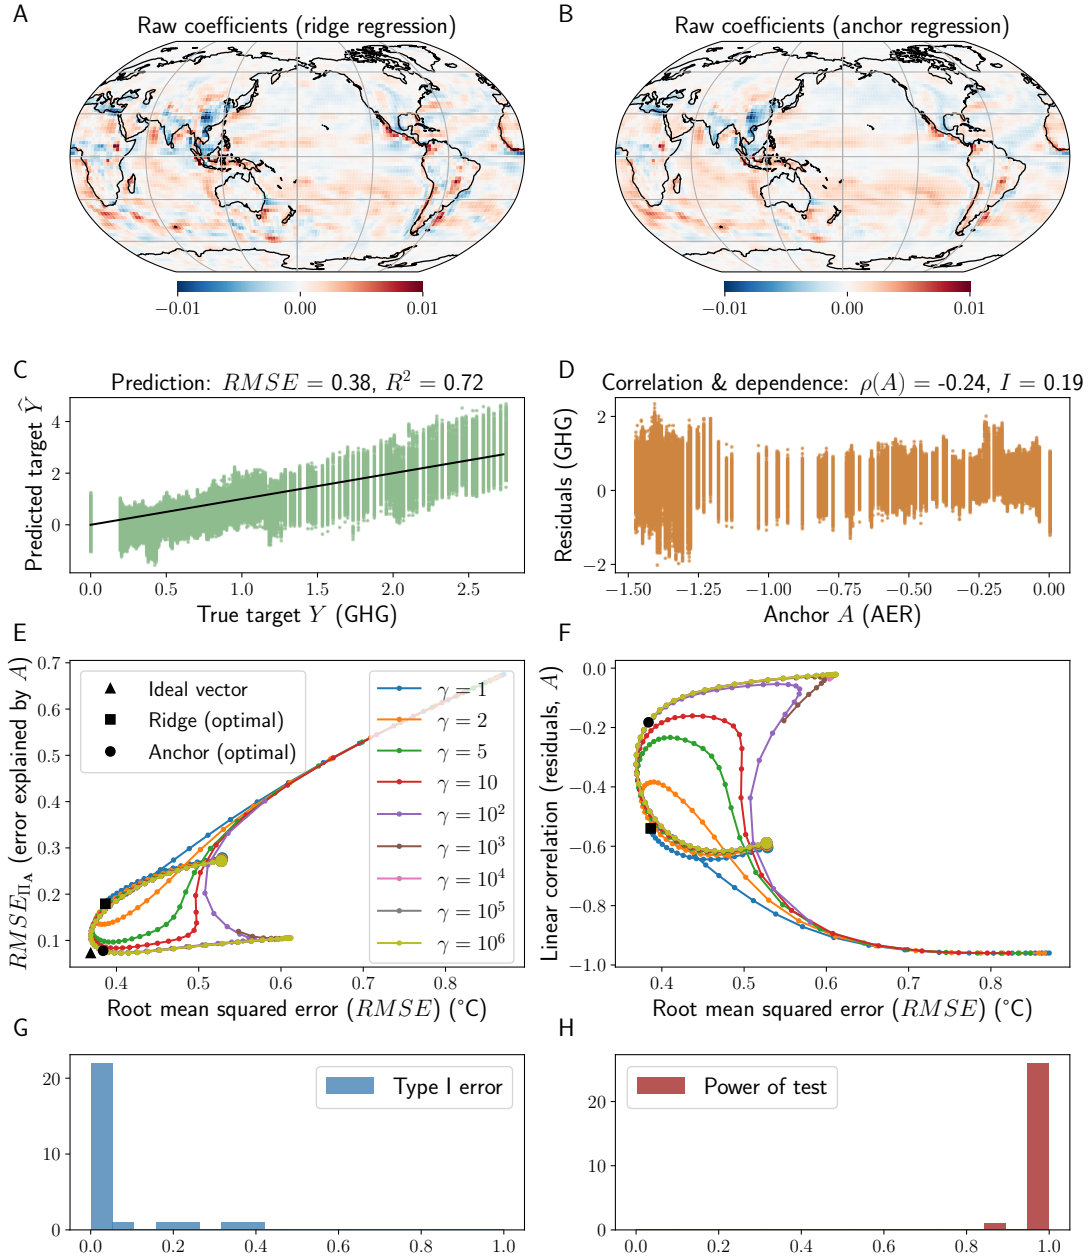 A
Raw coefficients (ridge regression)
−0.01 0.00 0.01
B
Raw coefficients (anchor regression)
−0.01 0.00 0.01
C
Prediction: RMSE = 0.38, R² = 0.72
Predicted target Ŷ
4
2
0
0.0 0.5 1.0 1.5 2.0 2.5
True target Y (GHG)
D
Correlation & dependence: ρ(A) = -0.24, I = 0.19
Residuals (GHG)
2
0
−2
−1.50 −1.25 −1.00 −0.75 −0.50 −0.25 0.00
Anchor A (AER)
E
RMSE_Π_A (error explained by A)
0.7
0.6
0.5
0.4
0.3
0.2
0.1
Ideal vector
Ridge (optimal)
Anchor (optimal)
γ = 1
γ = 2
γ = 5
γ = 10
γ = 10²
γ = 10³
γ = 10⁴
γ = 10⁵
γ = 10⁶
0.4 0.5 0.6 0.7 0.8
Root mean squared error (RMSE) (°C)
F
Linear correlation (residuals, A)
0.0
−0.2
−0.4
−0.6
−0.8
−1.0
0.4 0.5 0.6 0.7 0.8
Root mean squared error (RMSE) (°C)
G
20
10
0
Type I error
0.0 0.2 0.4 0.6 0.8 1.0
H
20
10
0
Power of test
0.0 0.2 0.4 0.6 0.8 1.0